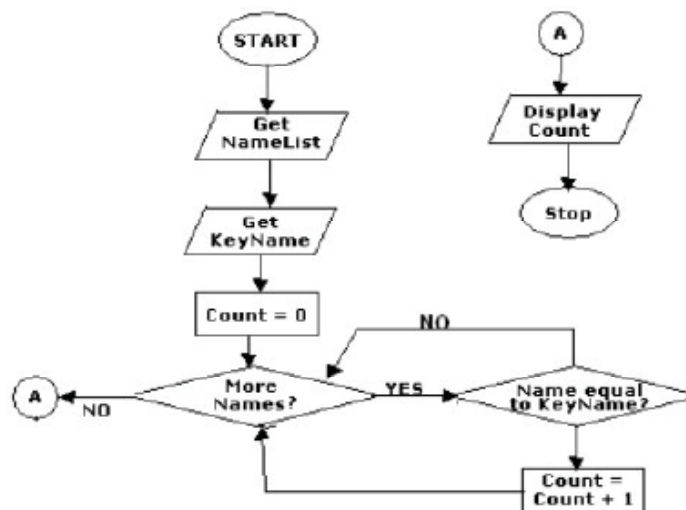 START
Get
NameList
Get
KeyName
Count = 0
More
Names?
NO
A
YES
Name equal
to KeyName?
NO
Count =
Count + 1
A
Display
Count
Stop